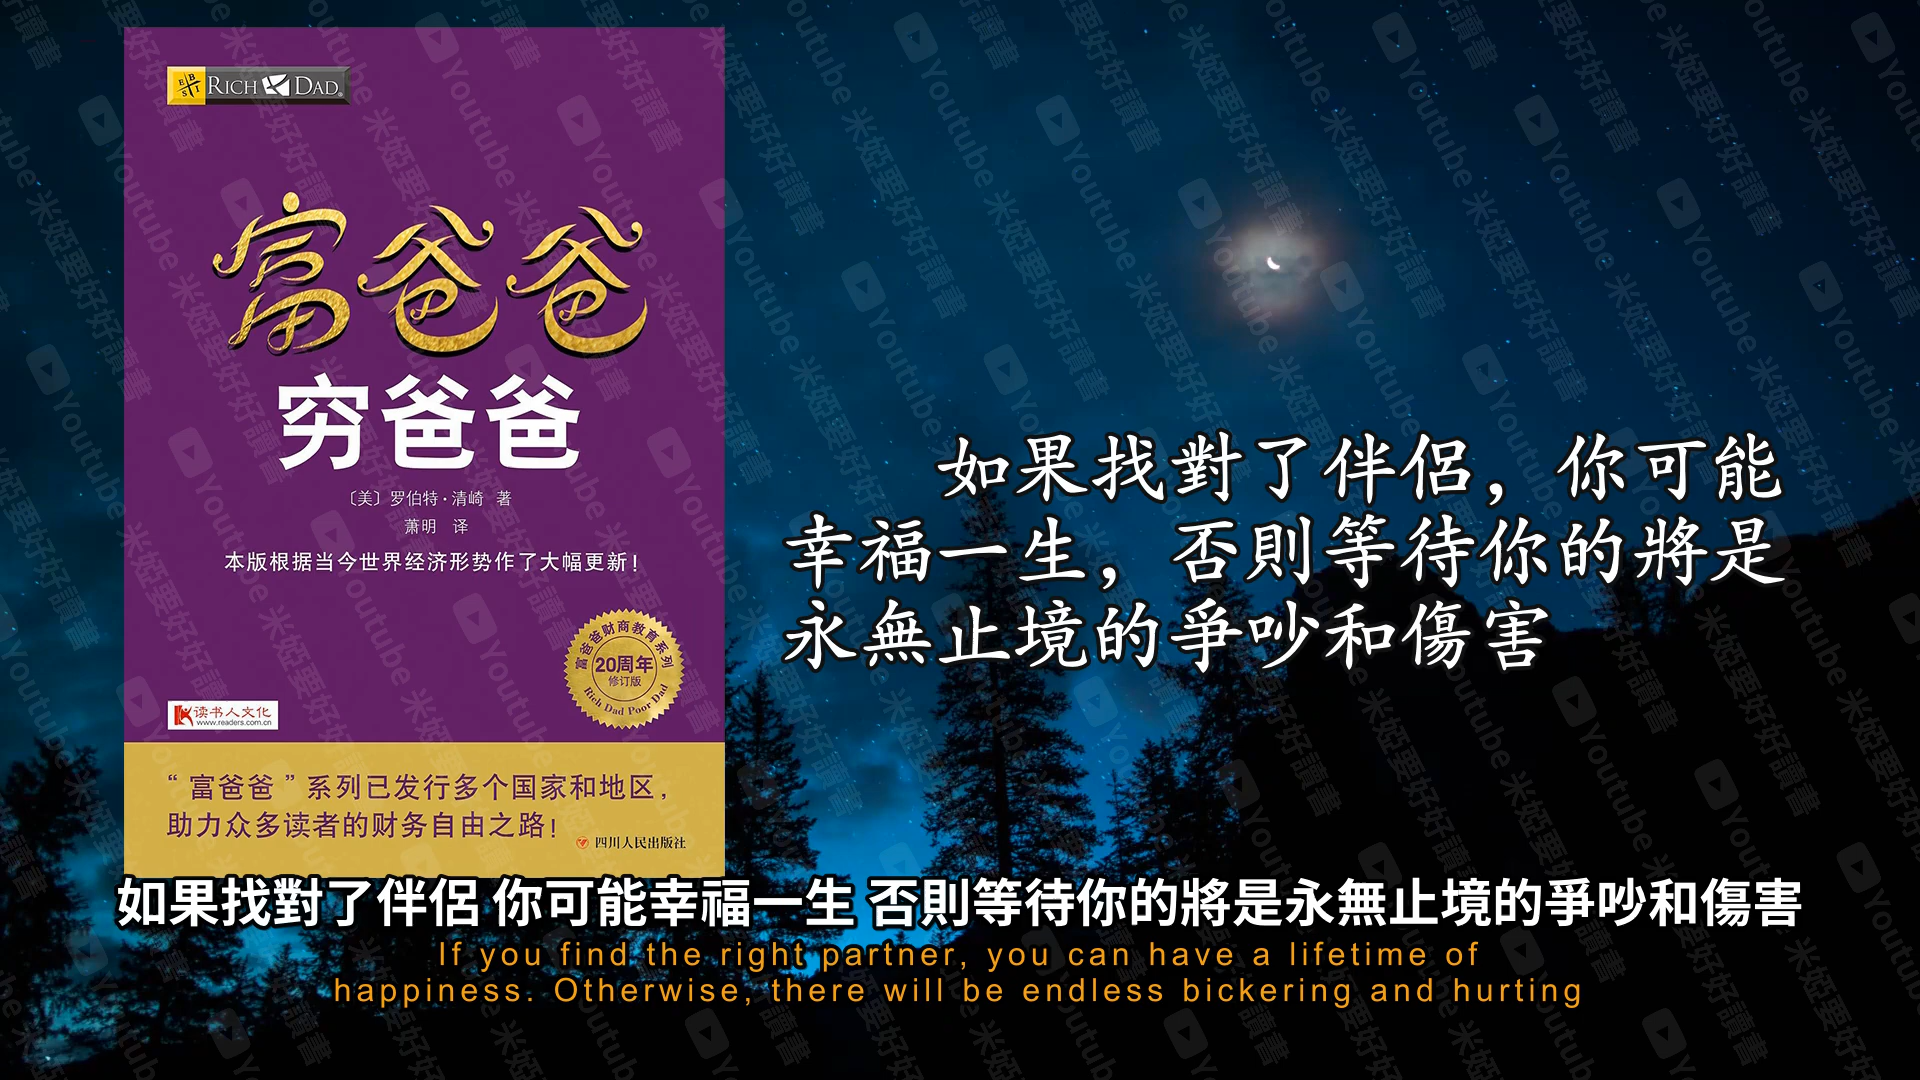 RICH DAD
E B S I
富爸爸
穷爸爸
〔美〕罗伯特·清崎 著
萧明 译
本版根据当今世界经济形势作了大幅更新!
富爸爸财商教育系列
20周年
修订版
Rich Dad Poor Dad
读书人文化
www.readers.com.cn
“富爸爸”系列已发行多个国家和地区,
助力众多读者的财务自由之路!
四川人民出版社
如果找對了伴侶,你可能
幸福一生,否則等待你的將是
永無止境的爭吵和傷害
如果找對了伴侶 你可能幸福一生 否則等待你的將是永無止境的爭吵和傷害
If you find the right partner, you can have a lifetime of
happiness. Otherwise, there will be endless bickering and hurting
Youtube 米婭要好好讀書